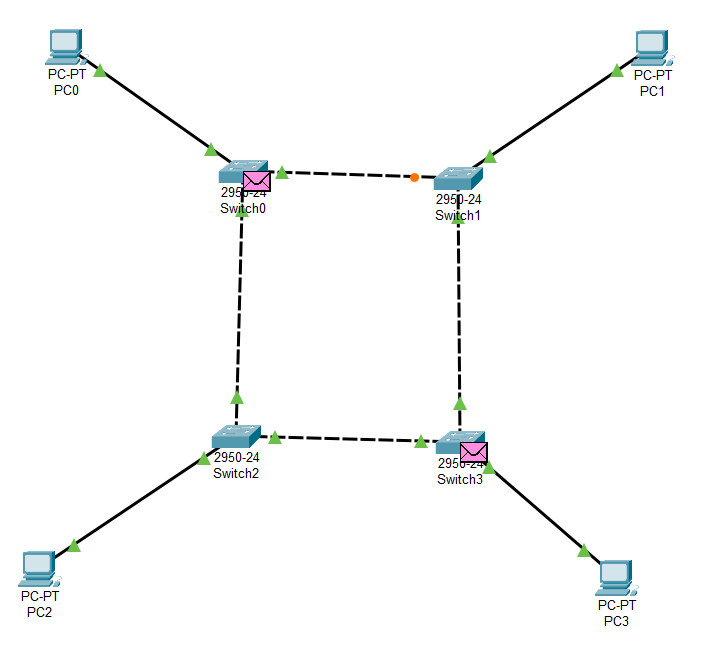 PC-PT
PC0
PC-PT
PC1
2950-24
Switch0
2950-24
Switch1
2950-24
Switch2
2950-24
Switch3
PC-PT
PC2
PC-PT
PC3